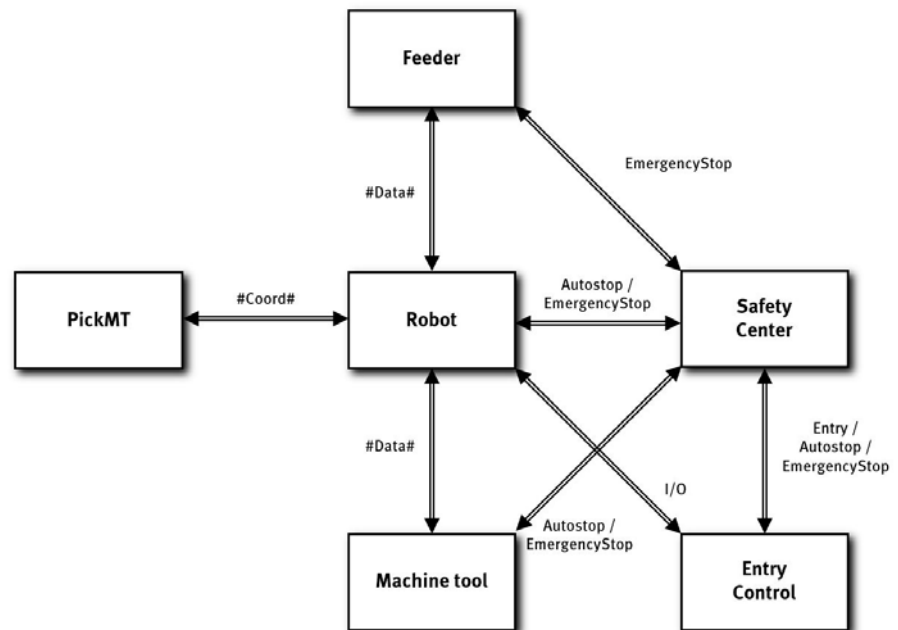 Feeder
EmergencyStop
#Data#
PickMT
#Coord#
Robot
Autostop /
EmergencyStop
Safety
Center
#Data#
Entry /
Autostop /
EmergencyStop
I/O
Autostop /
EmergencyStop
Machine tool
Entry
Control